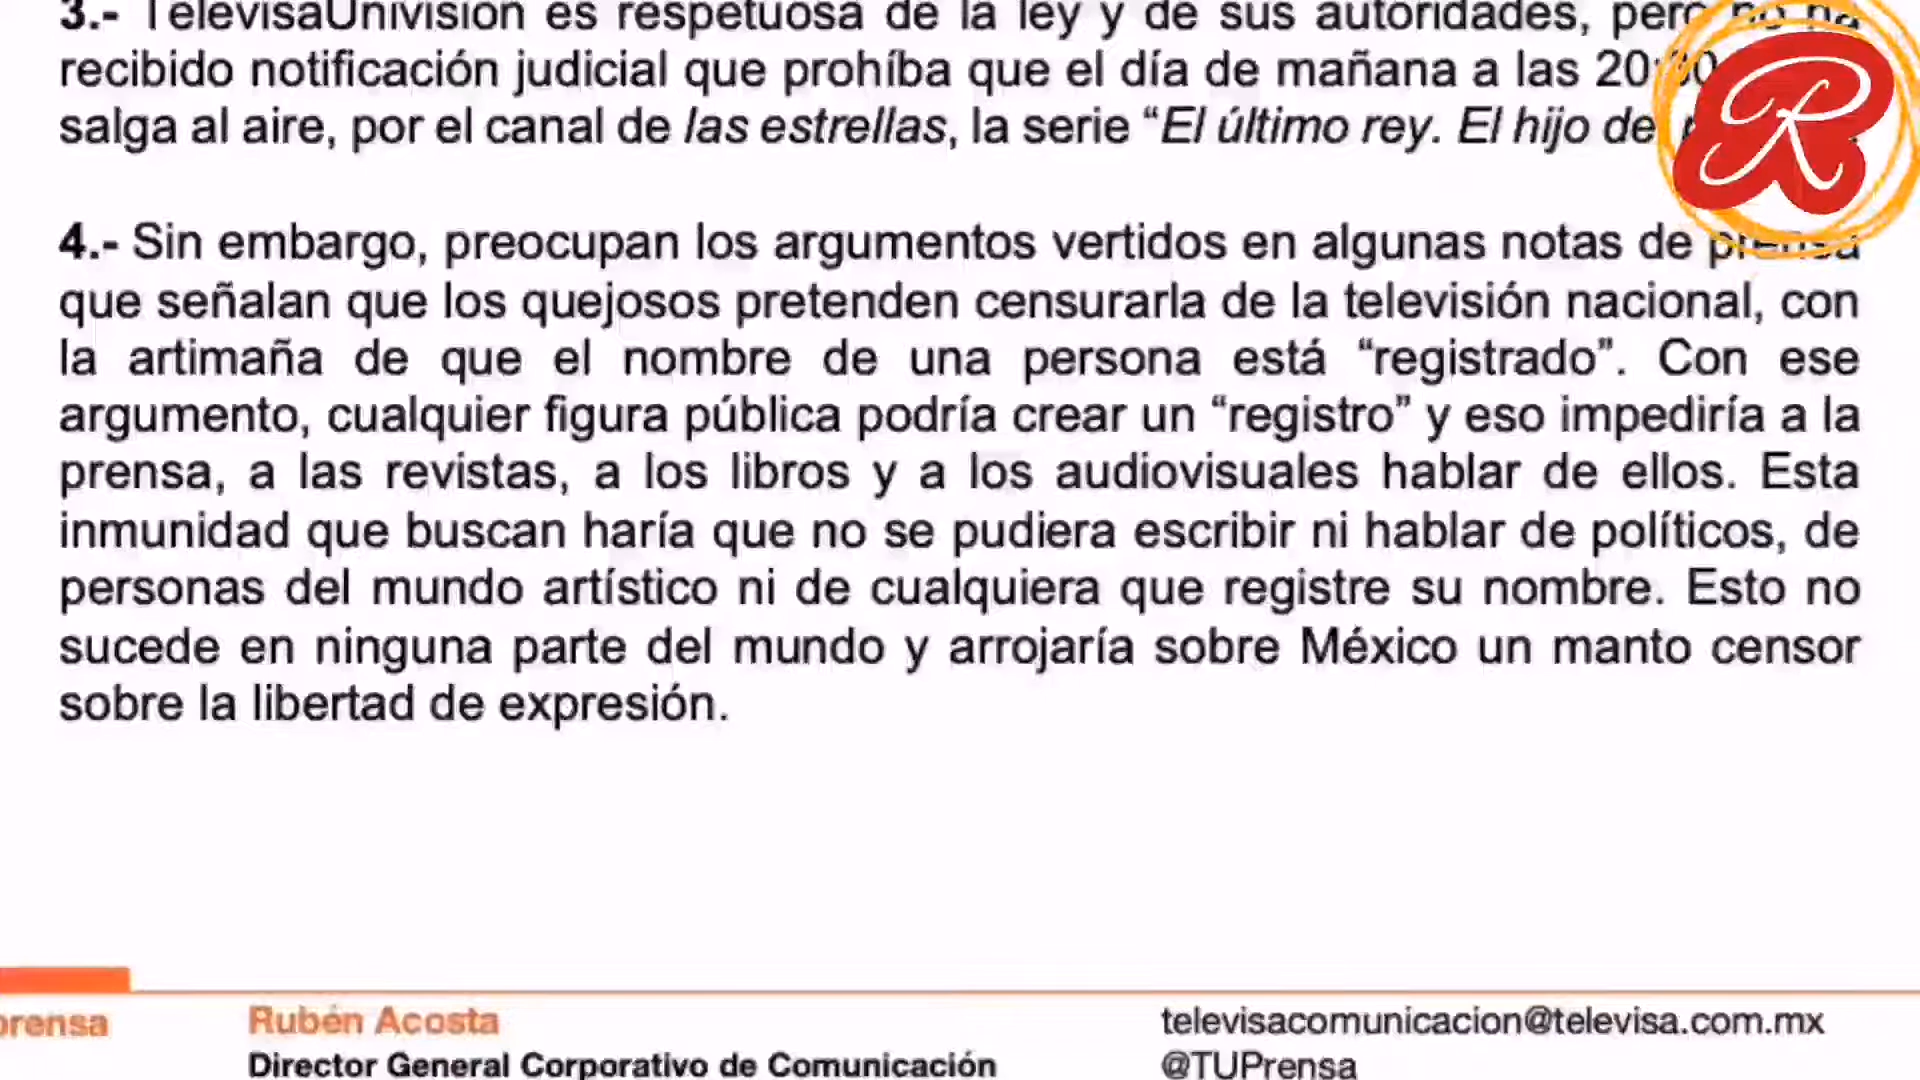 3.- TelevisaUnivision es respetuosa de la ley y de sus autoridades, pero no ha
recibido notificación judicial que prohíba que el día de mañana a las 20:30
salga al aire, por el canal de las estrellas, la serie “El último rey. El hijo de
4.- Sin embargo, preocupan los argumentos vertidos en algunas notas de prensa
que señalan que los quejosos pretenden censurarla de la televisión nacional, con
la artimaña de que el nombre de una persona está “registrado”. Con ese
argumento, cualquier figura pública podría crear un “registro” y eso impediría a la
prensa, a las revistas, a los libros y a los audiovisuales hablar de ellos. Esta
inmunidad que buscan haría que no se pudiera escribir ni hablar de políticos, de
personas del mundo artístico ni de cualquiera que registre su nombre. Esto no
sucede en ninguna parte del mundo y arrojaría sobre México un manto censor
sobre la libertad de expresión.
prensa
Rubén Acosta
televisacomunicacion@televisa.com.mx
Director General Corporativo de Comunicación
@TUPrensa
R